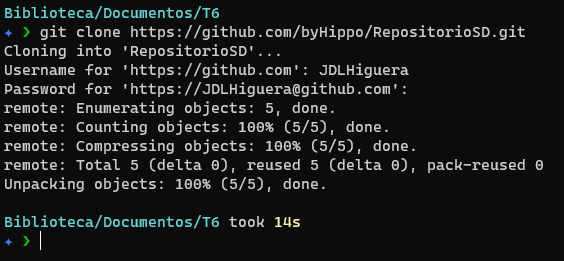 Biblioteca/Documentos/T6
✦ ❯ git clone https://github.com/byHippo/RepositorioSD.git
Cloning into 'RepositorioSD'...
Username for 'https://github.com': JDLHiguera
Password for 'https://JDLHiguera@github.com':
remote: Enumerating objects: 5, done.
remote: Counting objects: 100% (5/5), done.
remote: Compressing objects: 100% (5/5), done.
remote: Total 5 (delta 0), reused 5 (delta 0), pack-reused 0
Unpacking objects: 100% (5/5), done.
Biblioteca/Documentos/T6 took 14s
✦ ❯